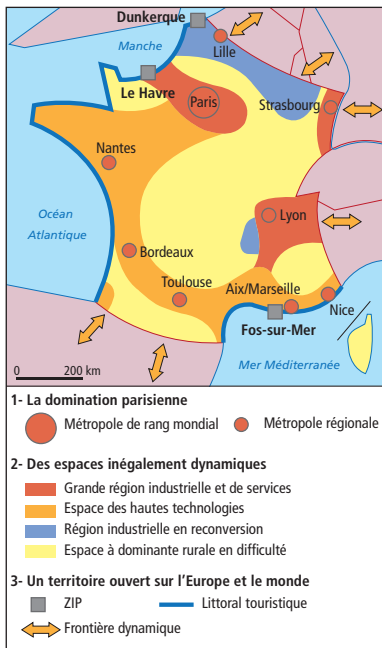 Dunkerque
Manche
Lille
Le Havre
Paris
Strasbourg
Nantes
Océan
Atlantique
Lyon
Bordeaux
Toulouse
Aix/Marseille
Nice
Fos-sur-Mer
Mer Méditerranée
0 200 km
1- La domination parisienne
Métropole de rang mondial Métropole régionale
2- Des espaces inégalement dynamiques
Grande région industrielle et de services
Espace des hautes technologies
Région industrielle en reconversion
Espace à dominante rurale en difficulté
3- Un territoire ouvert sur l'Europe et le monde
ZIP Littoral touristique
Frontière dynamique